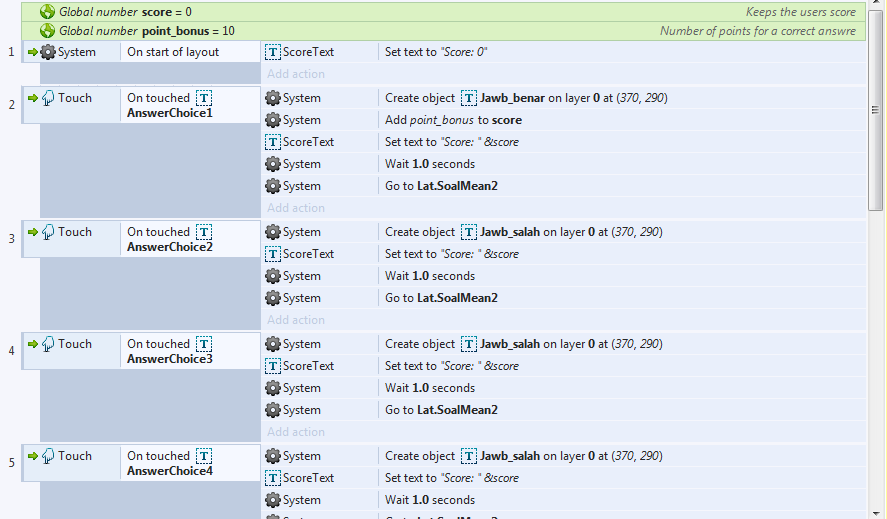 Global number score = 0 Keeps the users score
Global number point_bonus = 10 Number of points for a correct answre
1 System On start of layout ScoreText Set text to "Score: 0"
Add action
2 Touch On touched T AnswerChoice1 System Create object T Jawb_benar on layer 0 at (370, 290)
System Add point_bonus to score
T ScoreText Set text to "Score: " &score
System Wait 1.0 seconds
System Go to Lat.SoalMean2
Add action
3 Touch On touched T AnswerChoice2 System Create object T Jawb_salah on layer 0 at (370, 290)
T ScoreText Set text to "Score: " &score
System Wait 1.0 seconds
System Go to Lat.SoalMean2
Add action
4 Touch On touched T AnswerChoice3 System Create object T Jawb_salah on layer 0 at (370, 290)
T ScoreText Set text to "Score: " &score
System Wait 1.0 seconds
System Go to Lat.SoalMean2
Add action
5 Touch On touched T AnswerChoice4 System Create object T Jawb_salah on layer 0 at (370, 290)
T ScoreText Set text to "Score: " &score
System Wait 1.0 seconds